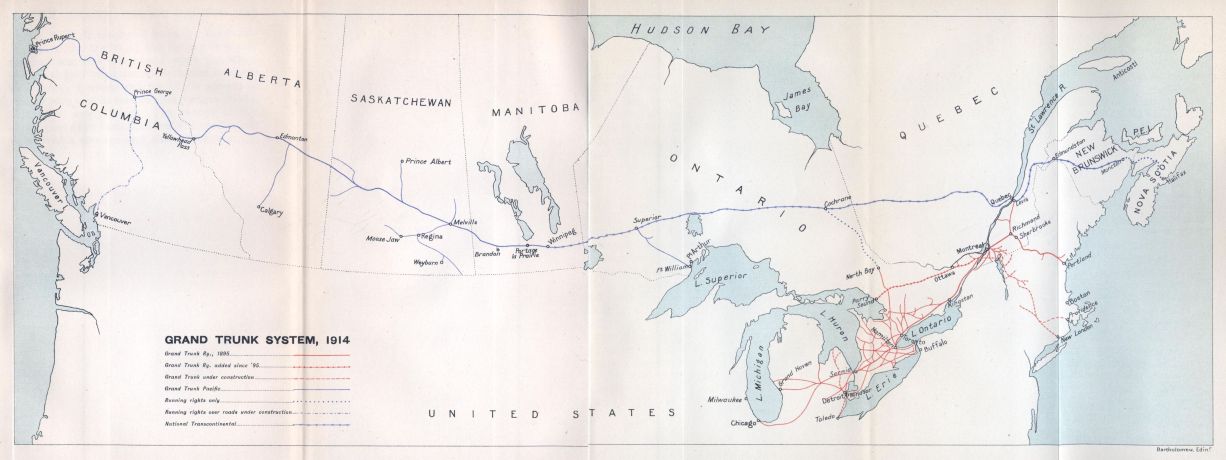 HUDSON BAY
Prince Rupert
BRITISH
COLUMBIA
ALBERTA
SASKATCHEWAN
MANITOBA
James
Bay
QUEBEC
Anticosti
St Lawrence R.
Prince George
Yellowhead
Pass
Edmonton
Prince Albert
ONTARIO
Edmundston
NEW
BRUNSWICK
P.E.I.
Moncton
NOVA SCOTIA
Halifax
Vancouver
Vancouver
Calgary
Moose Jaw
Regina
Melville
Weyburn
Brandon
Portage
la Prairie
Winnipeg
Superior
Cochrane
Quebec
Levis
Pt Arthur
Ft William
L. Superior
North Bay
Montreal
Richmond
Sherbrooke
Ottawa
Portland
Parry
Sound
Kingston
Boston
Providence
New London
L. Huron
L. Ontario
Hamilton
Toronto
Buffalo
L. Michigan
Grand Haven
Sarnia
L. Erie
Detroit
Windsor
Milwaukee
Chicago
Toledo
UNITED STATES
GRAND TRUNK SYSTEM, 1914
Grand Trunk Ry., 1895
Grand Trunk Ry. added since '95
Grand Trunk under construction
Grand Trunk Pacific
Running rights only
Running rights over roads under construction
National Transcontinental
Bartholomew, Edinr